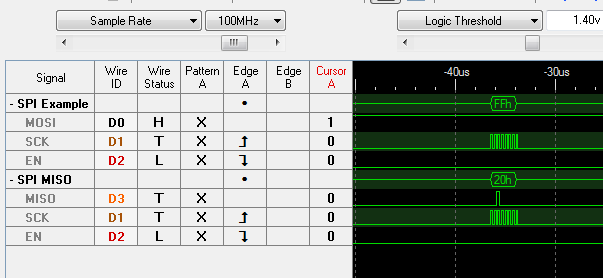 Sample Rate 100MHz Logic Threshold 1.40v
Signal Wire ID Wire Status Pattern A Edge A Edge B Cursor A -40us -30us
- SPI Example • FFh
MOSI D0 H X 1
SCK D1 T X 0
EN D2 L X 0
- SPI MISO • 20h
MISO D3 T X 0
SCK D1 T X 0
EN D2 L X 0